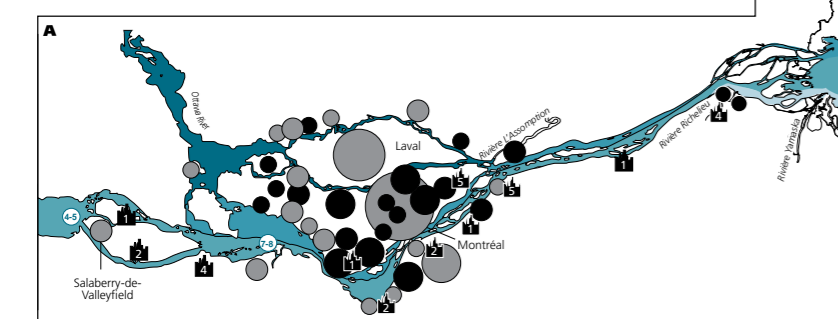 A
Ottawa River
Laval
Rivière L'Assomption
Rivière Richelieu
Rivière Yamaska
4
1
5
5
4-5
1
1
2
7-8
2
Montréal
4
1
Salaberry-de-
Valleyfield
2